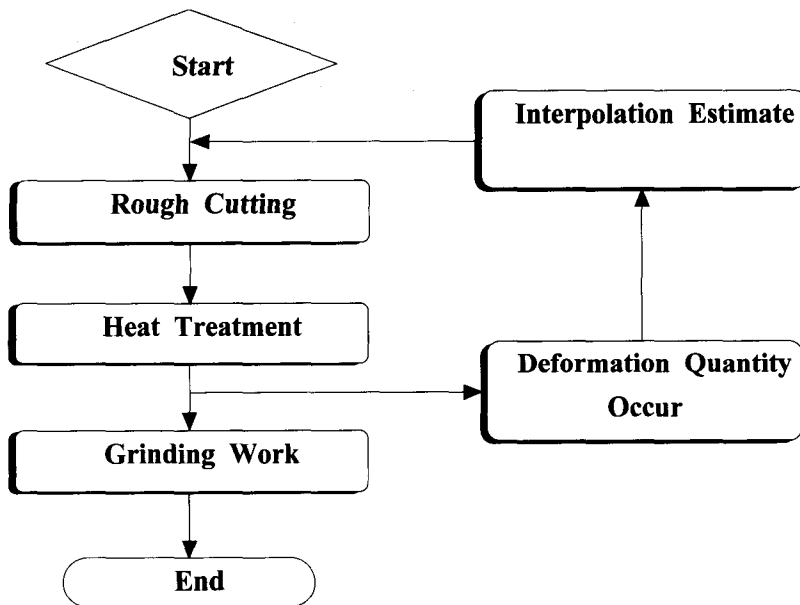 Start
Interpolation Estimate
Rough Cutting
Heat Treatment
Deformation Quantity
Occur
Grinding Work
End